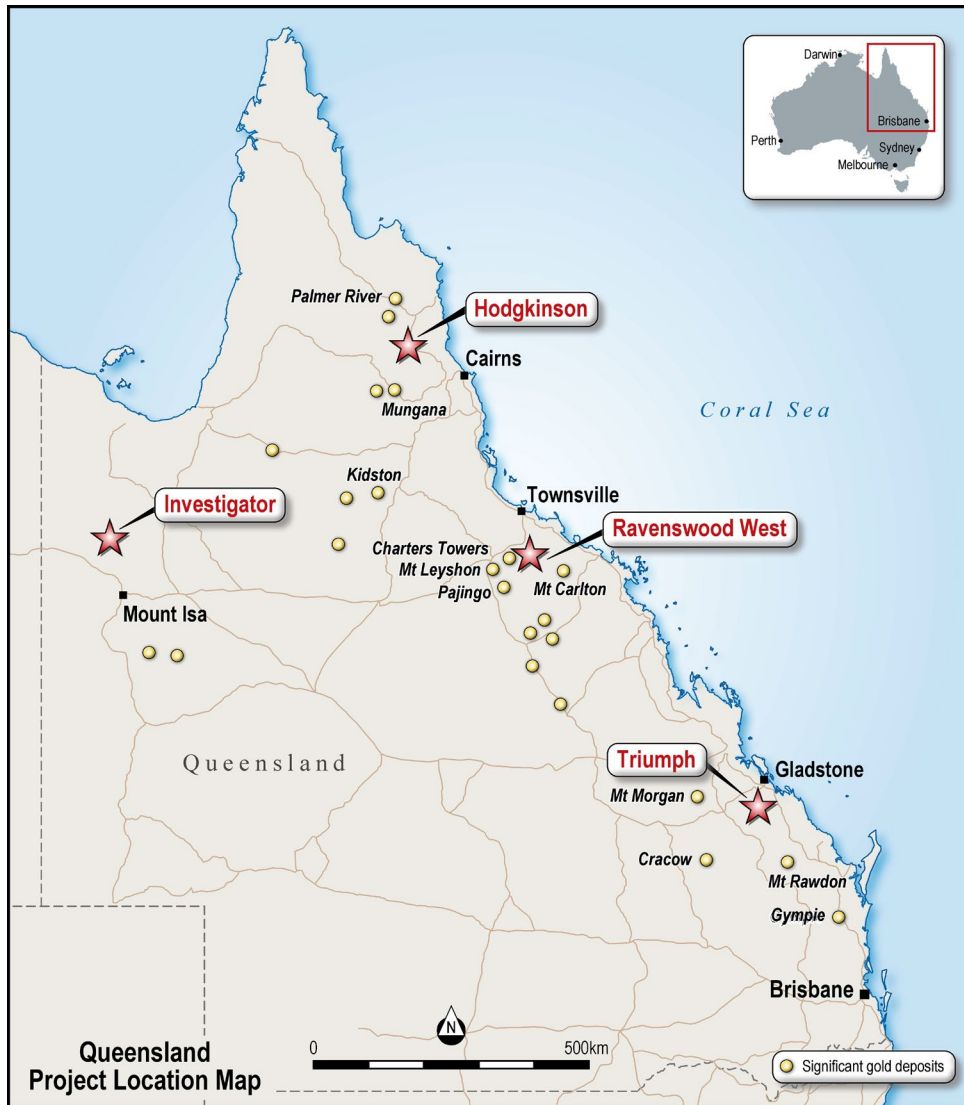 Darwin
Brisbane
Perth
Sydney
Melbourne
Palmer River
Hodgkinson
Cairns
Mungana
Coral Sea
Kidston
Investigator
Townsville
Ravenswood West
Charters Towers
Mt Leyshon
Pajingo
Mt Carlton
Mount Isa
Queensland
Triumph
Gladstone
Mt Morgan
Cracow
Mt Rawdon
Gympie
Brisbane
N
0
500km
Queensland
Project Location Map
Significant gold deposits